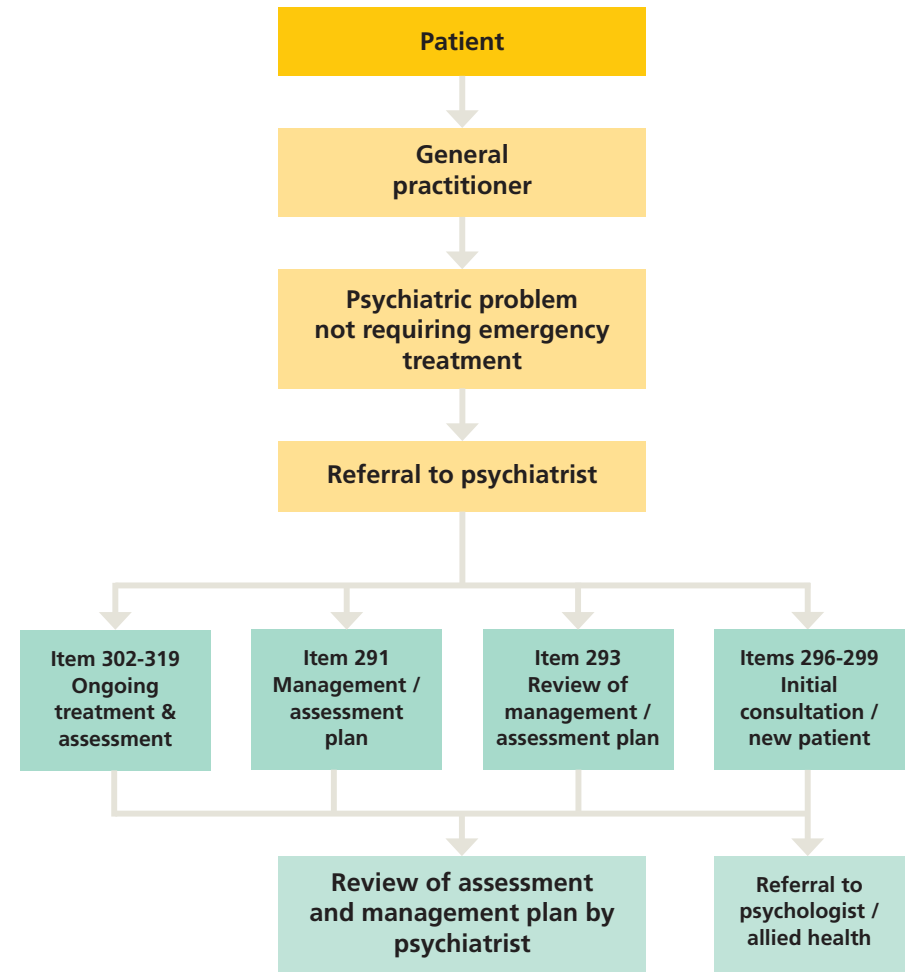 Patient
General
practitioner
Psychiatric problem
not requiring emergency
treatment
Referral to psychiatrist
Item 302-319
Ongoing
treatment &
assessment
Item 291
Management /
assessment
plan
Item 293
Review of
management /
assessment plan
Items 296-299
Initial
consultation /
new patient
Review of assessment
and management plan by
psychiatrist
Referral to
psychologist /
allied health